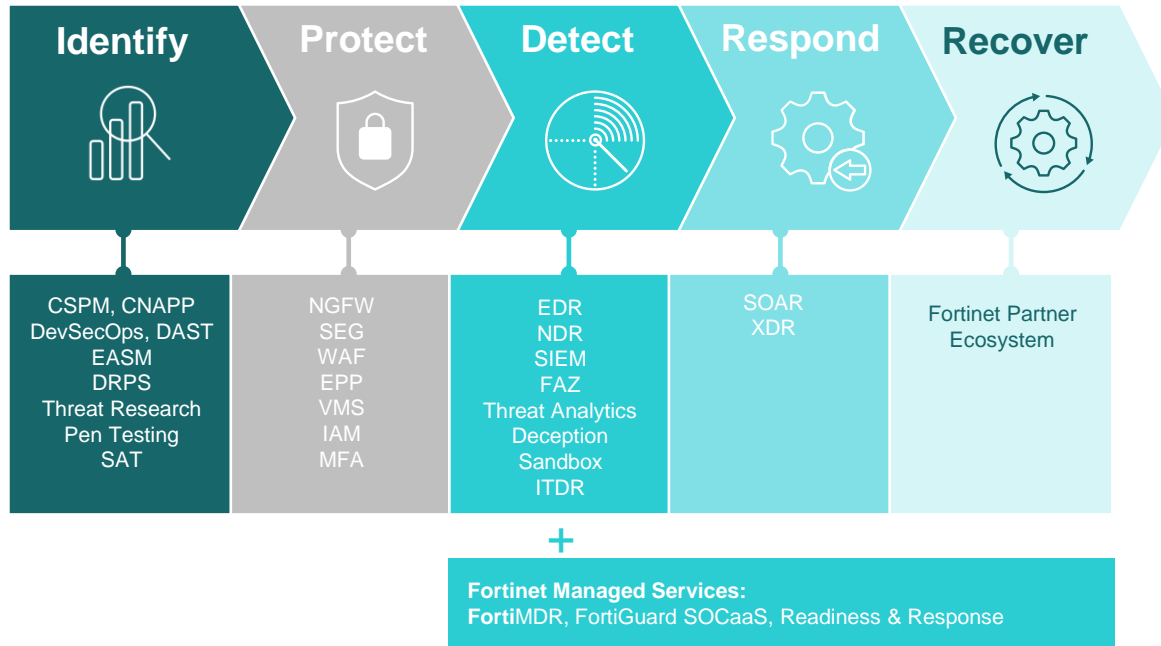 Identify
Protect
Detect
Respond
Recover
CSPM, CNAPP
DevSecOps, DAST
EASM
DRPS
Threat Research
Pen Testing
SAT
NGFW
SEG
WAF
EPP
VMS
IAM
MFA
EDR
NDR
SIEM
FAZ
Threat Analytics
Deception
Sandbox
ITDR
SOAR
XDR
Fortinet Partner
Ecosystem
+
Fortinet Managed Services:
FortiMDR, FortiGuard SOCaaS, Readiness & Response